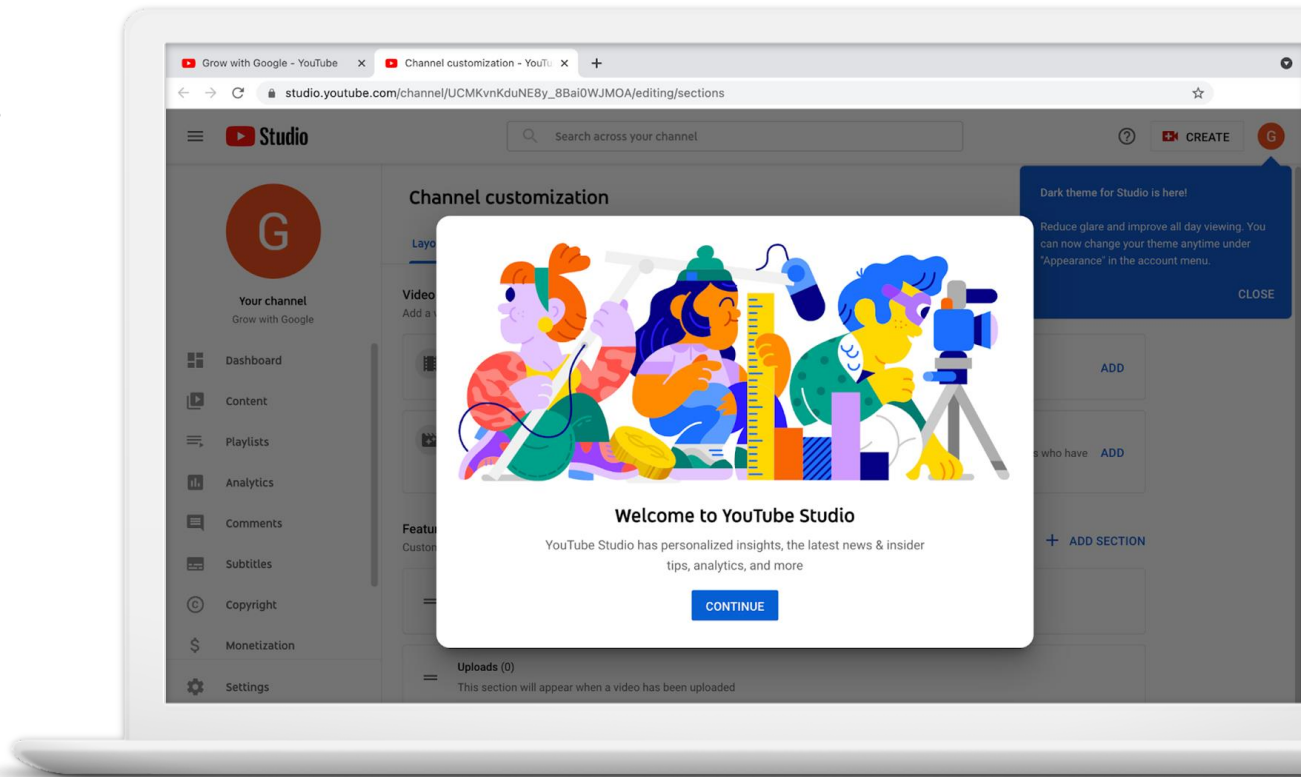 Grow with Google - YouTube
Channel customization - YouTu
studio.youtube.com/channel/UCMKvnKduNE8y_8Bai0WJMOA/editing/sections
Studio
Search across your channel
CREATE
G
G
Your channel
Grow with Google
Dashboard
Content
Playlists
Analytics
Comments
Subtitles
Copyright
Monetization
Settings
Channel customization
Layo
Video
Add a v
ADD
s who have ADD
Featu
Custon
ADD SECTION
Uploads (0)
This section will appear when a video has been uploaded
Welcome to YouTube Studio
YouTube Studio has personalized insights, the latest news & insider
tips, analytics, and more
CONTINUE
Dark theme for Studio is here!
Reduce glare and improve all day viewing. You
can now change your theme anytime under
"Appearance" in the account menu.
CLOSE